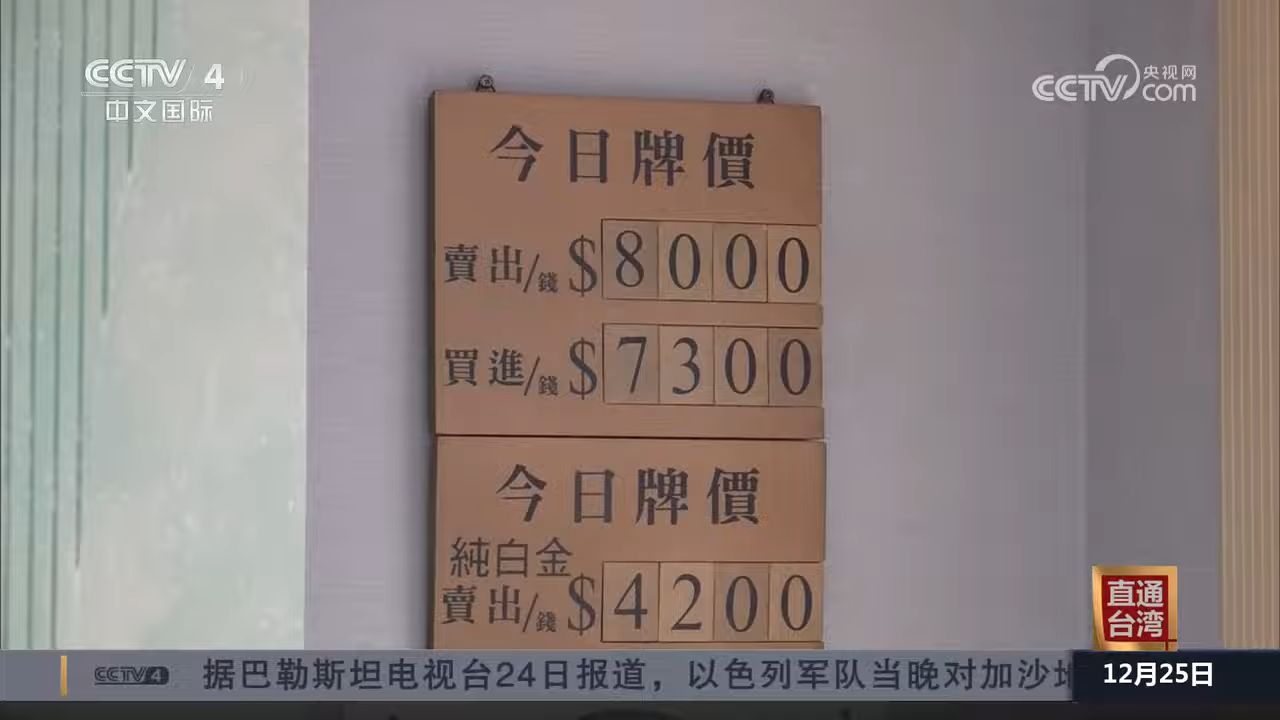 CCTV 4
中文国际
CCTV 央视网
com
今日牌價
賣出/錢 $8000
買進/錢 $7300
今日牌價
純白金
賣出/錢 $4200
直通
台湾
CCTV 4 据巴勒斯坦电视台24日报道，以色列军队当晚对加沙
12月25日